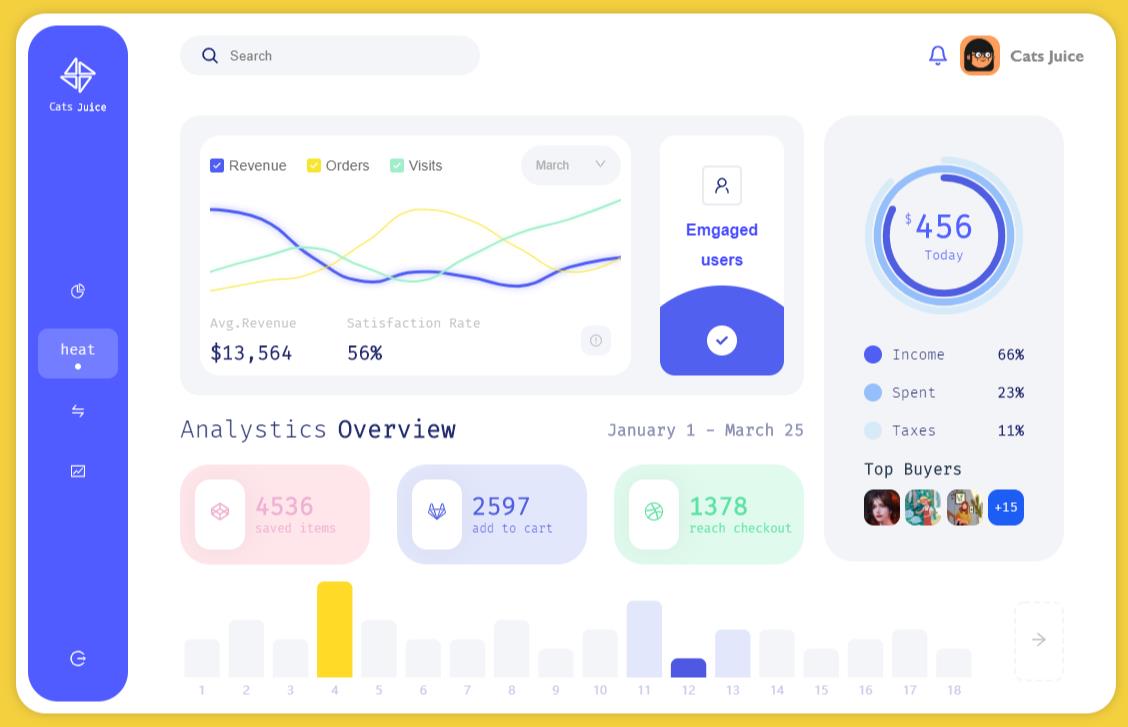 Cats Juice
heat
Search
Cats Juice
Revenue
Orders
Visits
March
Avg.Revenue
Satisfaction Rate
$13,564
56%
Emgaged
users
$456
Today
Income 66%
Spent 23%
Taxes 11%
Top Buyers
+15
Analystics Overview
January 1 - March 25
4536
saved items
2597
add to cart
1378
reach checkout
1 2 3 4 5 6 7 8 9 10 11 12 13 14 15 16 17 18